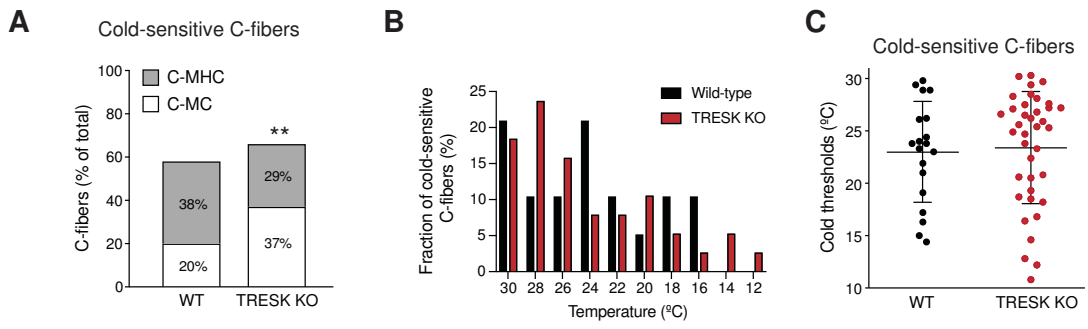 A
Cold-sensitive C-fibers
C-MHC
C-MC
C-fibers (% of total)
100
80
60
40
20
0
**
38%
29%
20%
37%
WT
TRESK KO
B
Wild-type
TRESK KO
Fraction of cold-sensitive
C-fibers (%)
25
20
15
10
5
0
30 28 26 24 22 20 18 16 14 12
Temperature (ºC)
C
Cold-sensitive C-fibers
Cold thresholds (ºC)
30
25
20
15
10
WT
TRESK KO